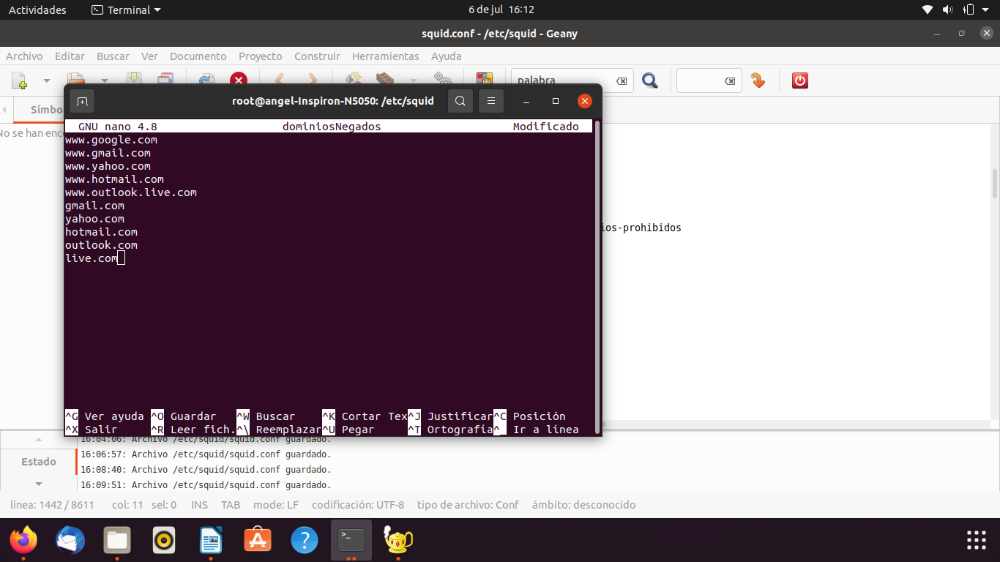 Actividades Terminal 6 de jul 16:12
squid.conf - /etc/squid - Geany
Archivo Editar Buscar Ver Documento Proyecto Construir Herramientas Ayuda
palabra
root@angel-Inspiron-N5050: /etc/squid
GNU nano 4.8 dominiosNegados Modificado
www.google.com
www.gmail.com
www.yahoo.com
www.hotmail.com
www.outlook.live.com
gmail.com
yahoo.com
hotmail.com
outlook.com
live.com
^G Ver ayuda ^O Guardar ^W Buscar ^K Cortar Tex ^J Justificar ^C Posición
^X Salir ^R Leer fich. ^\ Reemplazar ^U Pegar ^T Ortografía ^_ Ir a línea
Símbo
No se han enc
ios-prohibidos
Estado
16:04:06: Archivo /etc/squid/squid.conf guardado.
16:06:57: Archivo /etc/squid/squid.conf guardado.
16:08:40: Archivo /etc/squid/squid.conf guardado.
16:09:51: Archivo /etc/squid/squid.conf guardado.
línea: 1442 / 8611 col: 11 sel: 0 INS TAB mode: LF codificación: UTF-8 tipo de archivo: Conf ámbito: desconocido